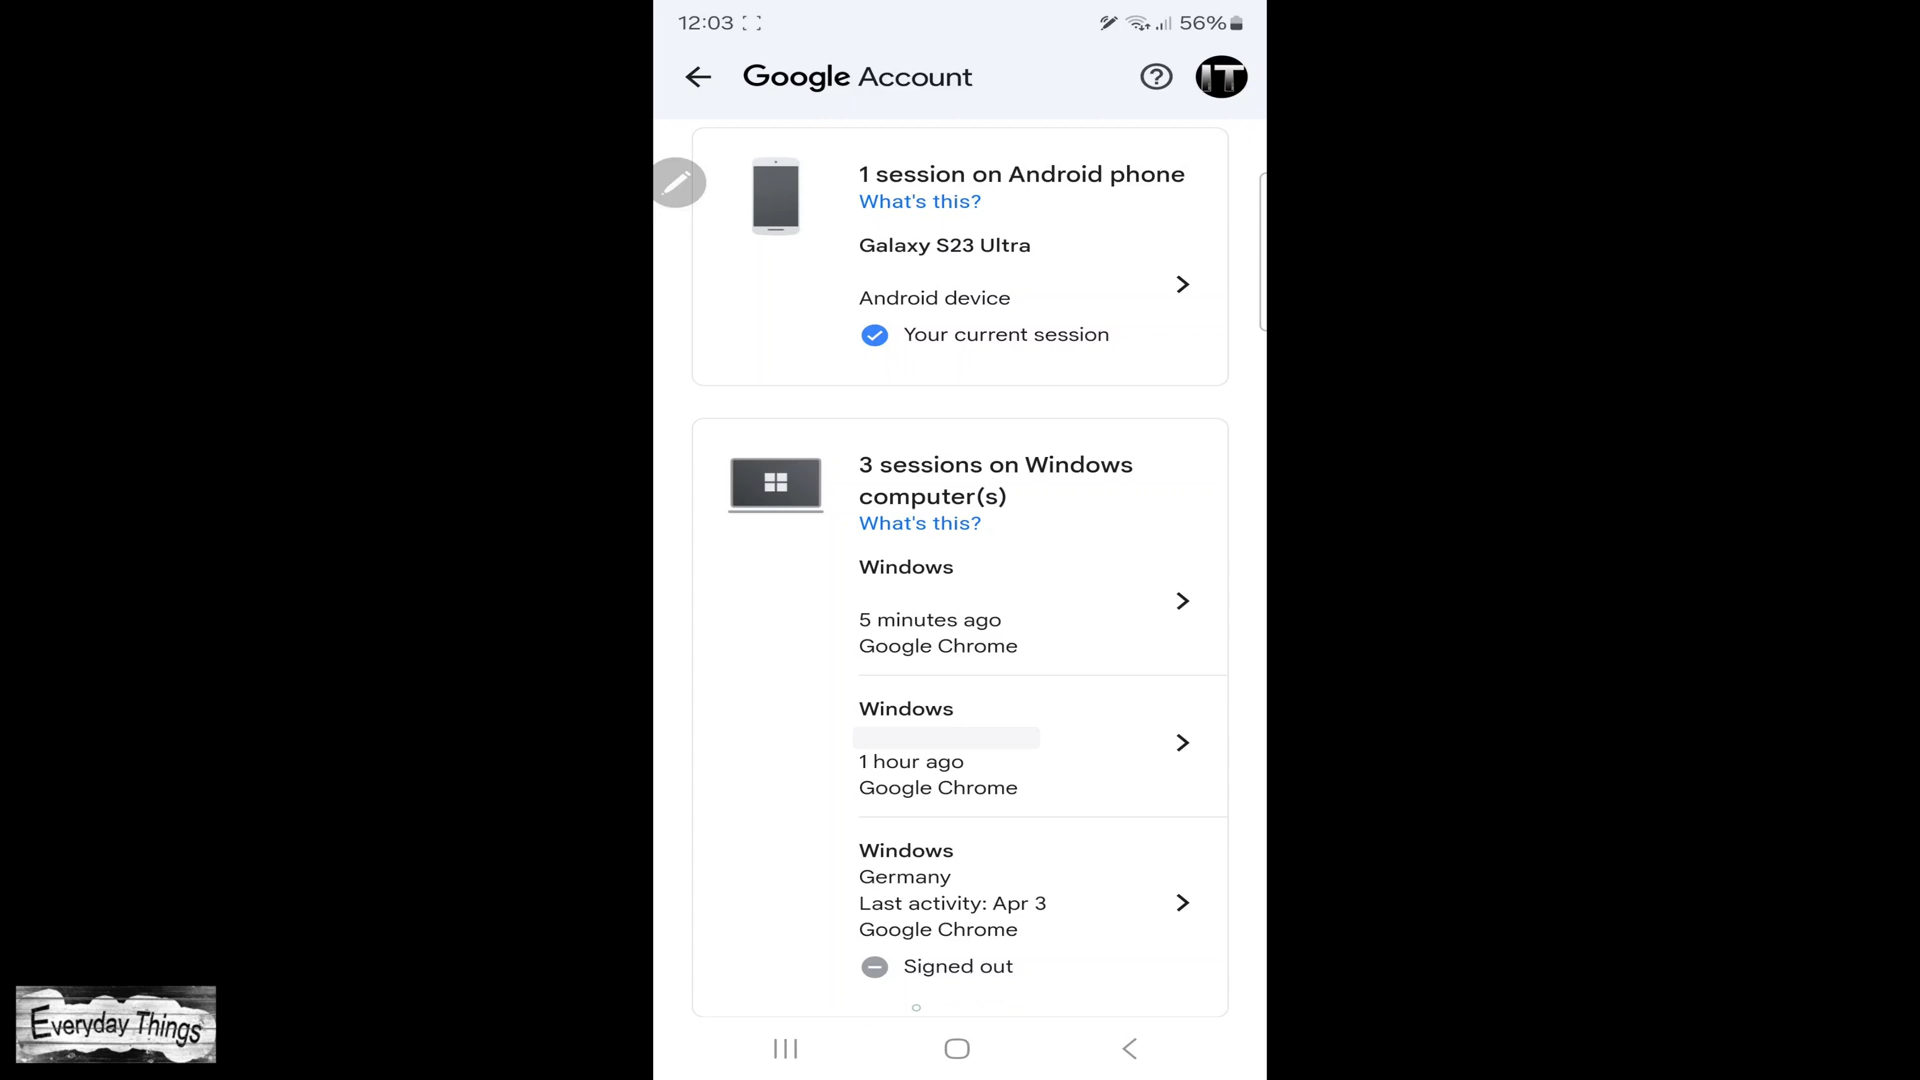 12:03
56%
Google Account
IT
1 session on Android phone
What's this?
Galaxy S23 Ultra
Android device
Your current session
3 sessions on Windows
computer(s)
What's this?
Windows
5 minutes ago
Google Chrome
Windows
1 hour ago
Google Chrome
Windows
Germany
Last activity: Apr 3
Google Chrome
Signed out
Everyday Things